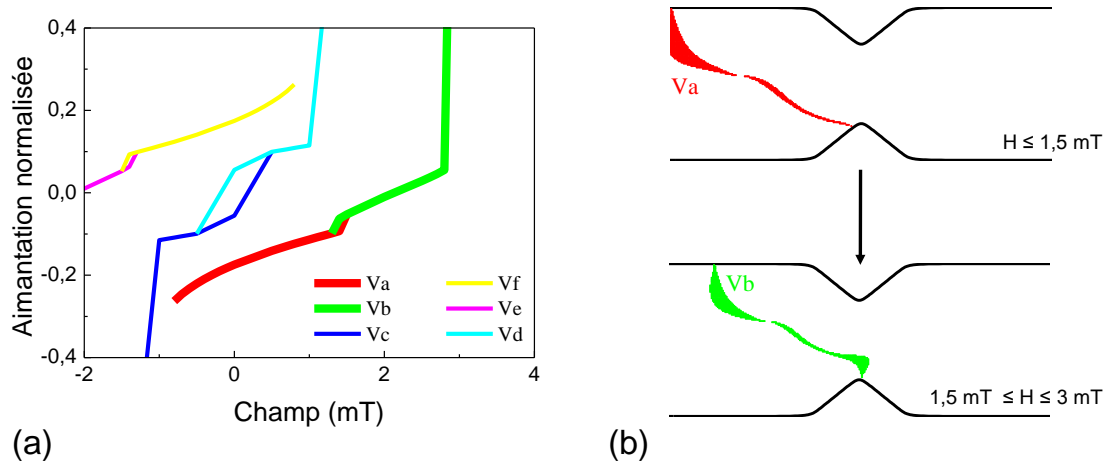 0,4
0,2
0,0
-0,2
-0,4
Aimantation normalisée
Va
Vb
Vc
Vf
Ve
Vd
-2
0
2
4
Champ (mT)
(a)
Va
H ≤ 1,5 mT
Vb
1,5 mT ≤ H ≤ 3 mT
(b)